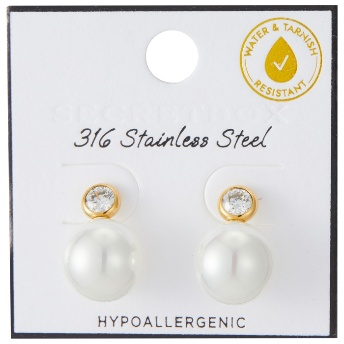 WATER & TARNISH
RESISTANT
316 Stainless Steel
HYPOALLERGENIC